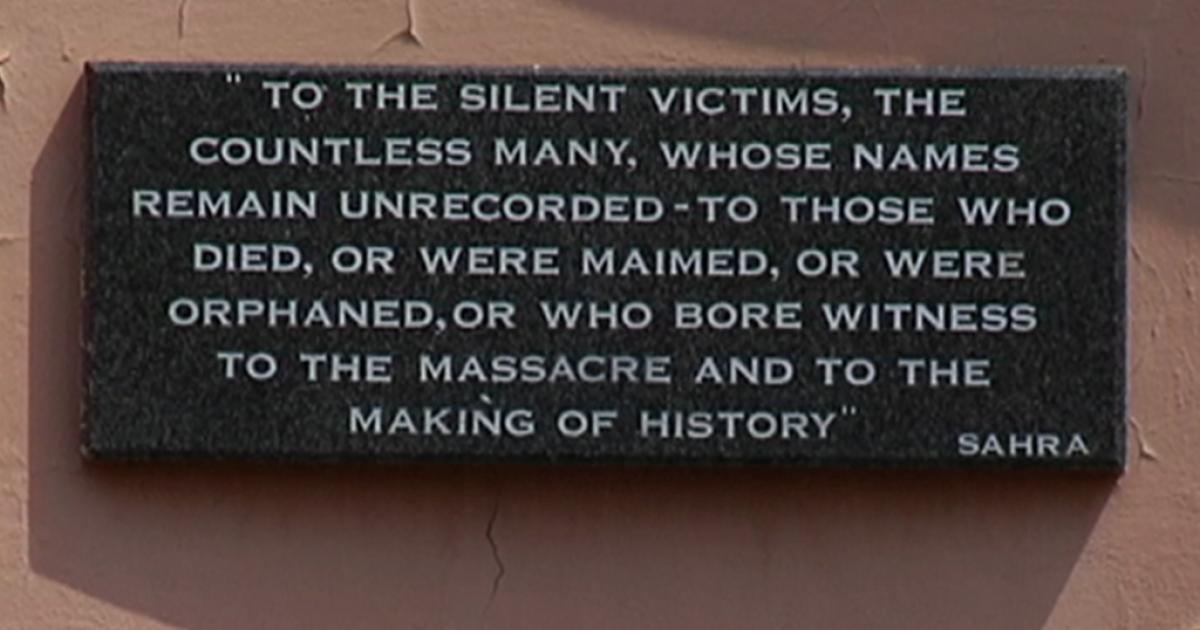 " TO THE SILENT VICTIMS, THE
COUNTLESS MANY, WHOSE NAMES
REMAIN UNRECORDED-TO THOSE WHO
DIED, OR WERE MAIMED, OR WERE
ORPHANED,OR WHO BORE WITNESS
TO THE MASSACRE AND TO THE
MAKING OF HISTORY"
SAHRA